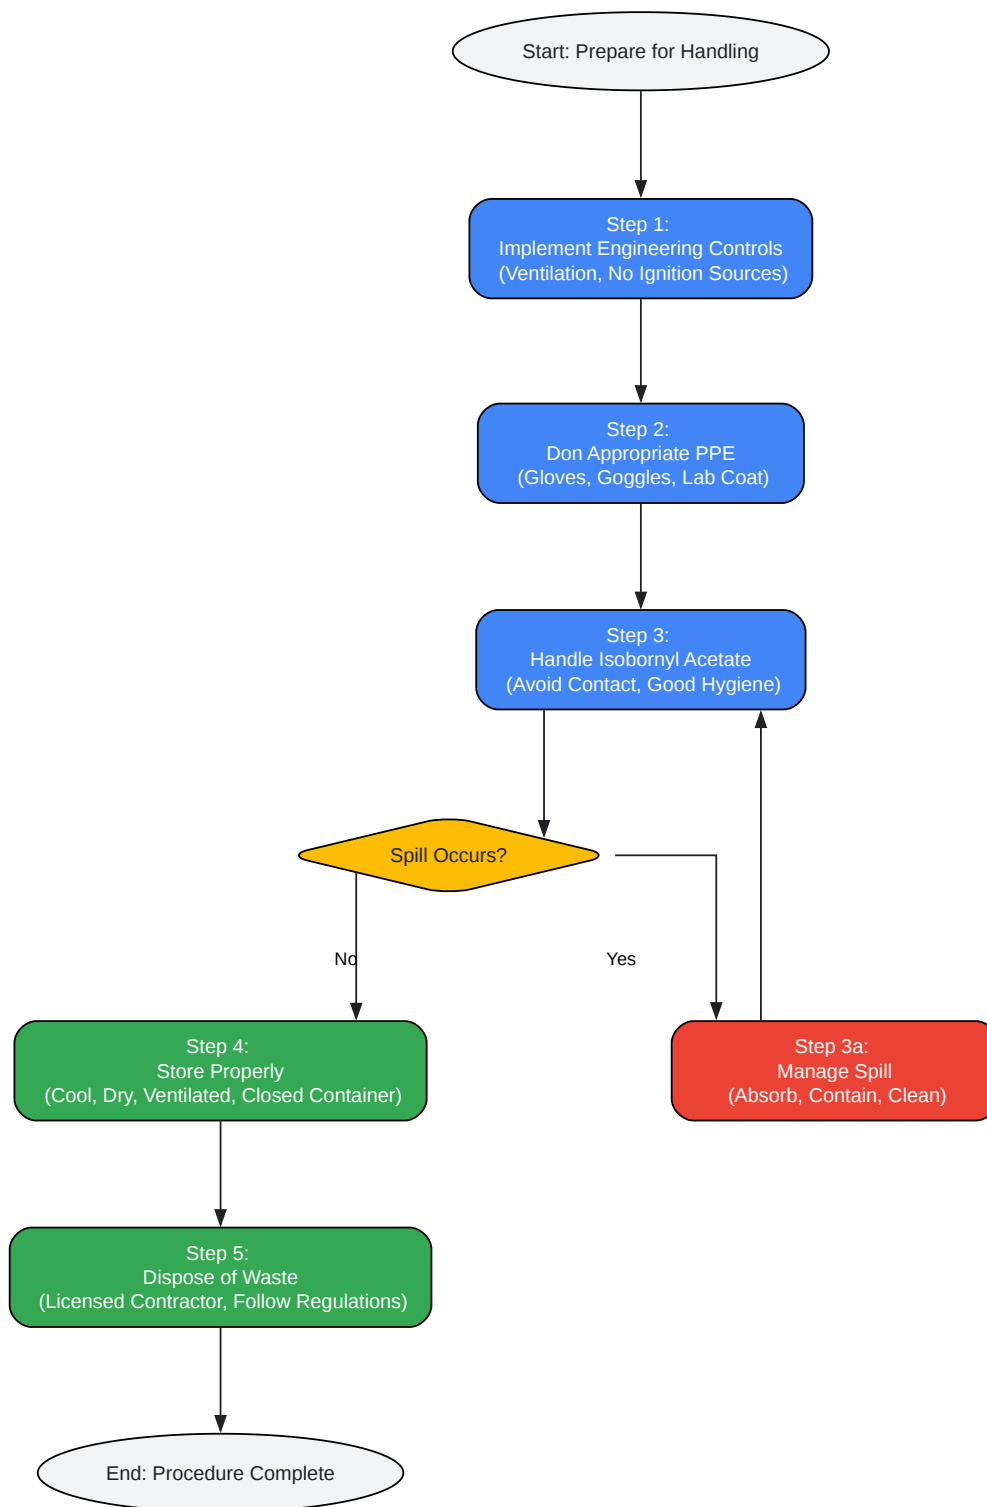 Start: Prepare for Handling
Step 1:
Implement Engineering Controls
(Ventilation, No Ignition Sources)
Step 2:
Don Appropriate PPE
(Gloves, Goggles, Lab Coat)
Step 3:
Handle Isobornyl Acetate
(Avoid Contact, Good Hygiene)
Spill Occurs?
No
Yes
Step 4:
Store Properly
(Cool, Dry, Ventilated, Closed Container)
Step 3a:
Manage Spill
(Absorb, Contain, Clean)
Step 5:
Dispose of Waste
(Licensed Contractor, Follow Regulations)
End: Procedure Complete